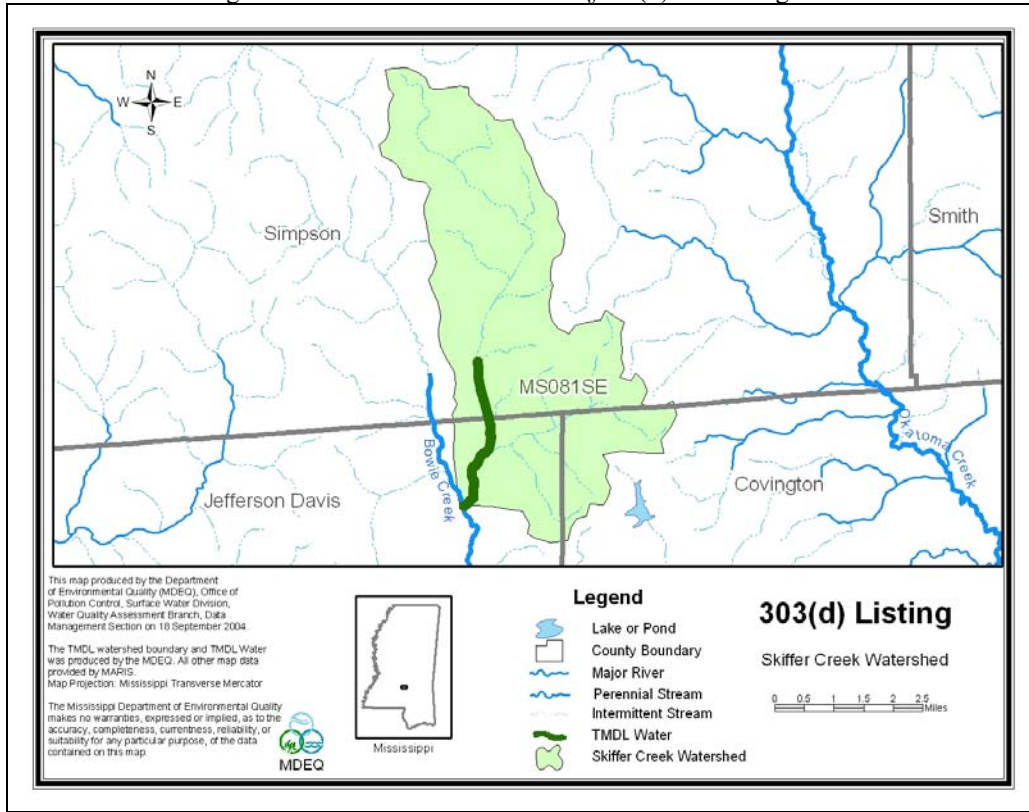 N
W E
S
Simpson
Smith
MS081SE
Bowie Creek
Okatoma Creek
Jefferson Davis
Covington
This map produced by the Department
of Environmental Quality (MDEQ), Office of
Pollution Control, Surface Water Division,
Water Quality Assessment Branch, Data
Management Section on 18 September 2004.
The TMDL watershed boundary and TMDL Water
was produced by the MDEQ. All other map data
provided by MARIS.
Map Projection: Mississippi Transverse Mercator
The Mississippi Department of Environmental Quality
makes no warranties, expressed or implied, as to the
accuracy, completeness, currentness, reliability, or
suitability for any particular purpose, of the data
contained on this map.
MDEQ
Mississippi
Legend
Lake or Pond
County Boundary
Major River
Perennial Stream
Intermittent Stream
TMDL Water
Skiffer Creek Watershed
303(d) Listing
Skiffer Creek Watershed
0 0.5 1 1.5 2 2.5
Miles